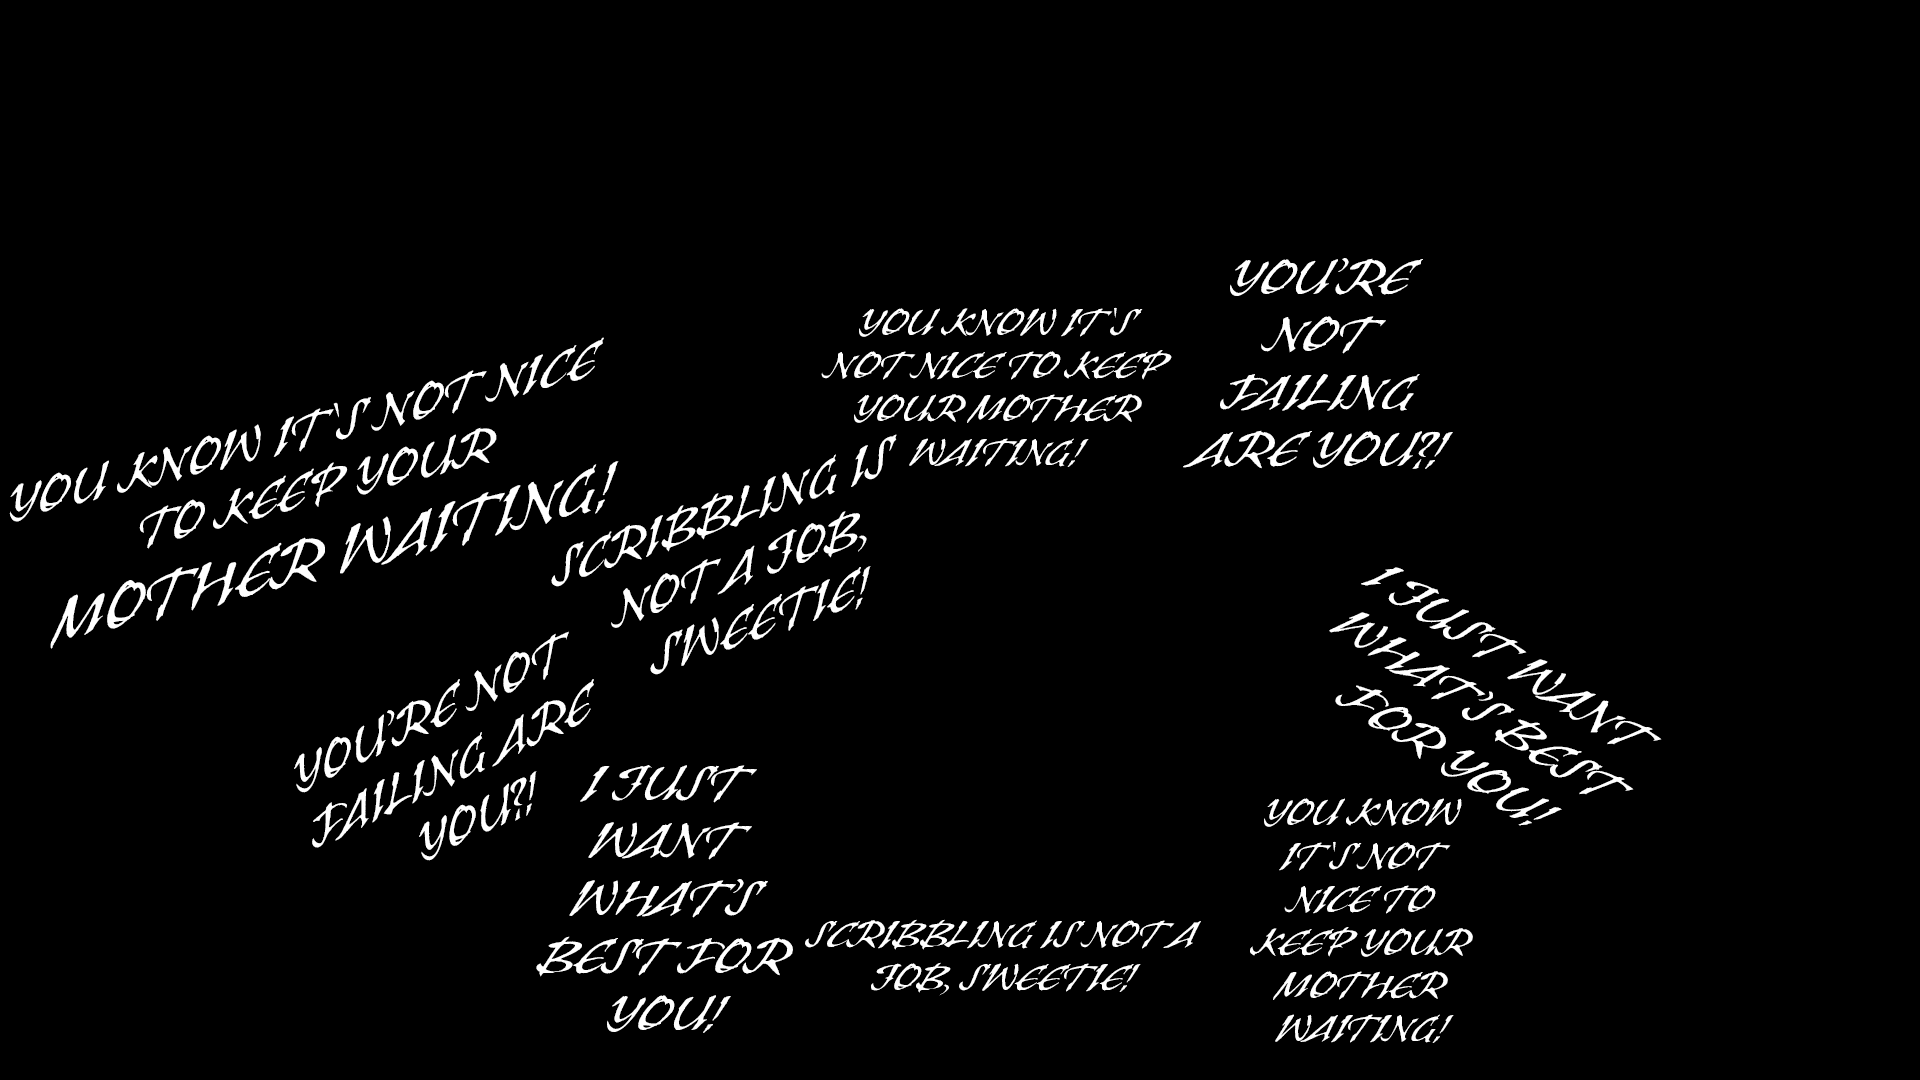 YOU KNOW IT'S NOT NICE
TO KEEP YOUR
MOTHER WAITING!
YOU KNOW IT'S
NOT NICE TO KEEP
YOUR MOTHER
WAITING!
YOU'RE
NOT
FAILING
ARE YOU?!
SCRIBBLING IS
NOT A JOB,
SWEETIE!
YOU'RE NOT
FAILING ARE
YOU?!
I JUST WANT
WHAT'S BEST
FOR YOU!
I JUST
WANT
WHAT'S
BEST FOR
YOU!
SCRIBBLING IS NOT A
JOB, SWEETIE!
YOU KNOW
IT'S NOT
NICE TO
KEEP YOUR
MOTHER
WAITING!